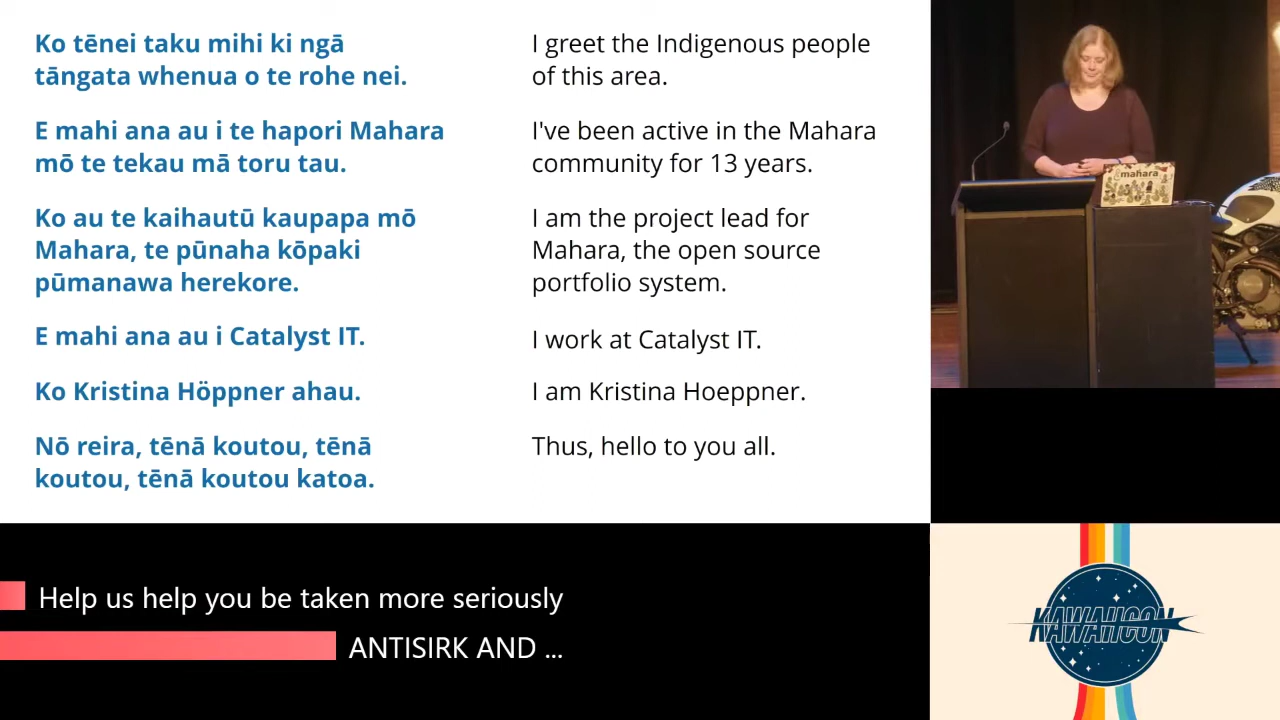 Ko tēnei taku mihi ki ngā
tāngata whenua o te rohe nei.
E mahi ana au i te hapori Mahara
mō te tekau mā toru tau.
Ko au te kaihautū kaupapa mō
Mahara, te pūnaha kōpaki
pūmanawa herekore.
E mahi ana au i Catalyst IT.
Ko Kristina Höppner ahau.
Nō reira, tēnā koutou, tēnā
koutou, tēnā koutou katoa.
I greet the Indigenous people
of this area.
I've been active in the Mahara
community for 13 years.
I am the project lead for
Mahara, the open source
portfolio system.
I work at Catalyst IT.
I am Kristina Hoeppner.
Thus, hello to you all.
mahara
Help us help you be taken more seriously
ANTISIRK AND ...
KAWAIICON